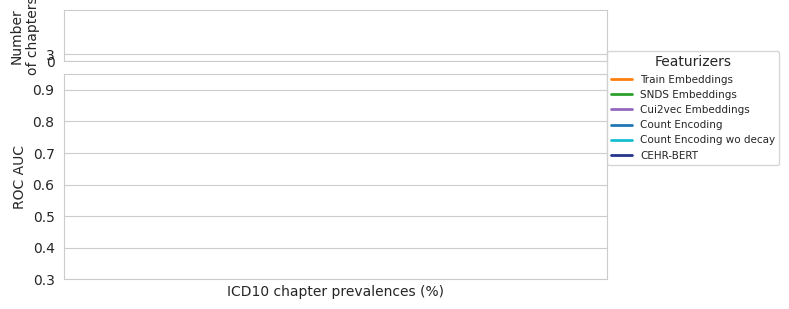 Number
of chapters
3
0
0.9
0.8
0.7
0.6
0.5
0.4
0.3
ROC AUC
ICD10 chapter prevalences (%)
Featurizers
Train Embeddings
SNDS Embeddings
Cui2vec Embeddings
Count Encoding
Count Encoding wo decay
CEHR-BERT